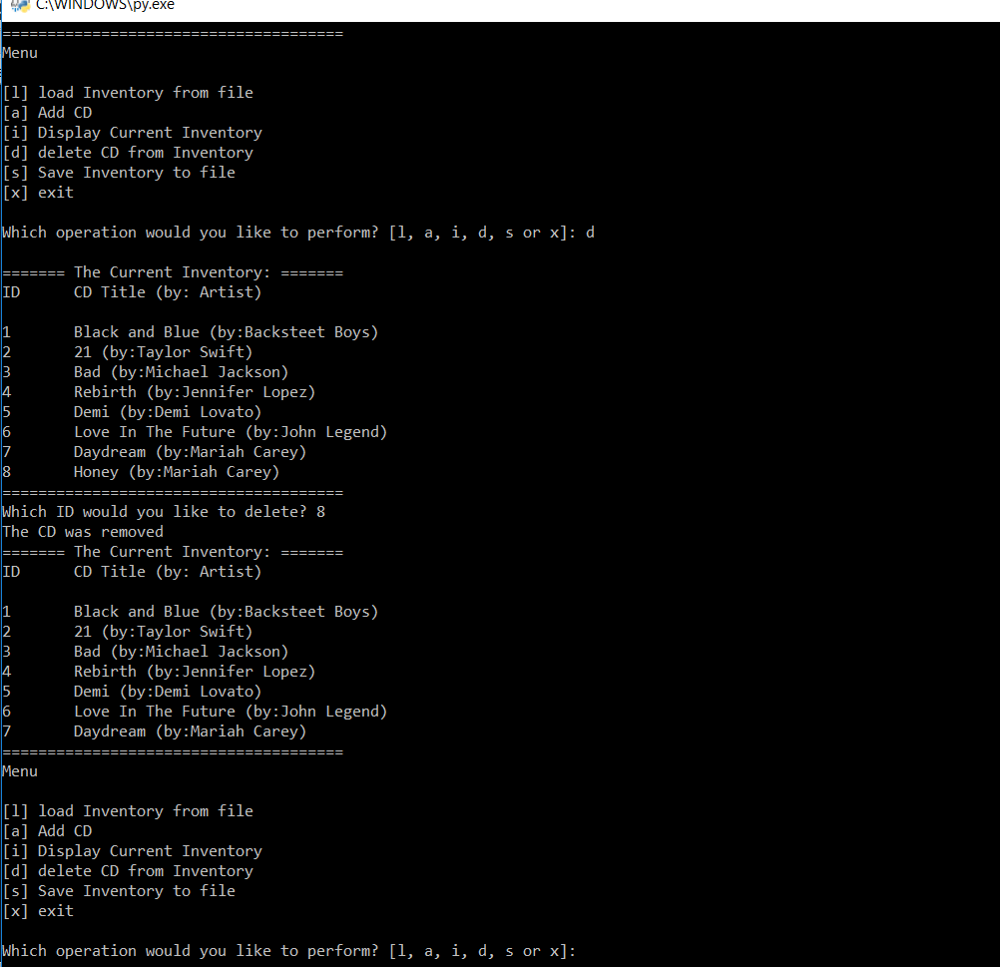 C:\WINDOWS\py.exe
======================================
Menu
[l] load Inventory from file
[a] Add CD
[i] Display Current Inventory
[d] delete CD from Inventory
[s] Save Inventory to file
[x] exit
Which operation would you like to perform? [l, a, i, d, s or x]: d
======= The Current Inventory: =======
ID CD Title (by: Artist)
1 Black and Blue (by:Backsteet Boys)
2 21 (by:Taylor Swift)
3 Bad (by:Michael Jackson)
4 Rebirth (by:Jennifer Lopez)
5 Demi (by:Demi Lovato)
6 Love In The Future (by:John Legend)
7 Daydream (by:Mariah Carey)
8 Honey (by:Mariah Carey)
======================================
Which ID would you like to delete? 8
The CD was removed
======= The Current Inventory: =======
ID CD Title (by: Artist)
1 Black and Blue (by:Backsteet Boys)
2 21 (by:Taylor Swift)
3 Bad (by:Michael Jackson)
4 Rebirth (by:Jennifer Lopez)
5 Demi (by:Demi Lovato)
6 Love In The Future (by:John Legend)
7 Daydream (by:Mariah Carey)
======================================
Menu
[l] load Inventory from file
[a] Add CD
[i] Display Current Inventory
[d] delete CD from Inventory
[s] Save Inventory to file
[x] exit
Which operation would you like to perform? [l, a, i, d, s or x]: